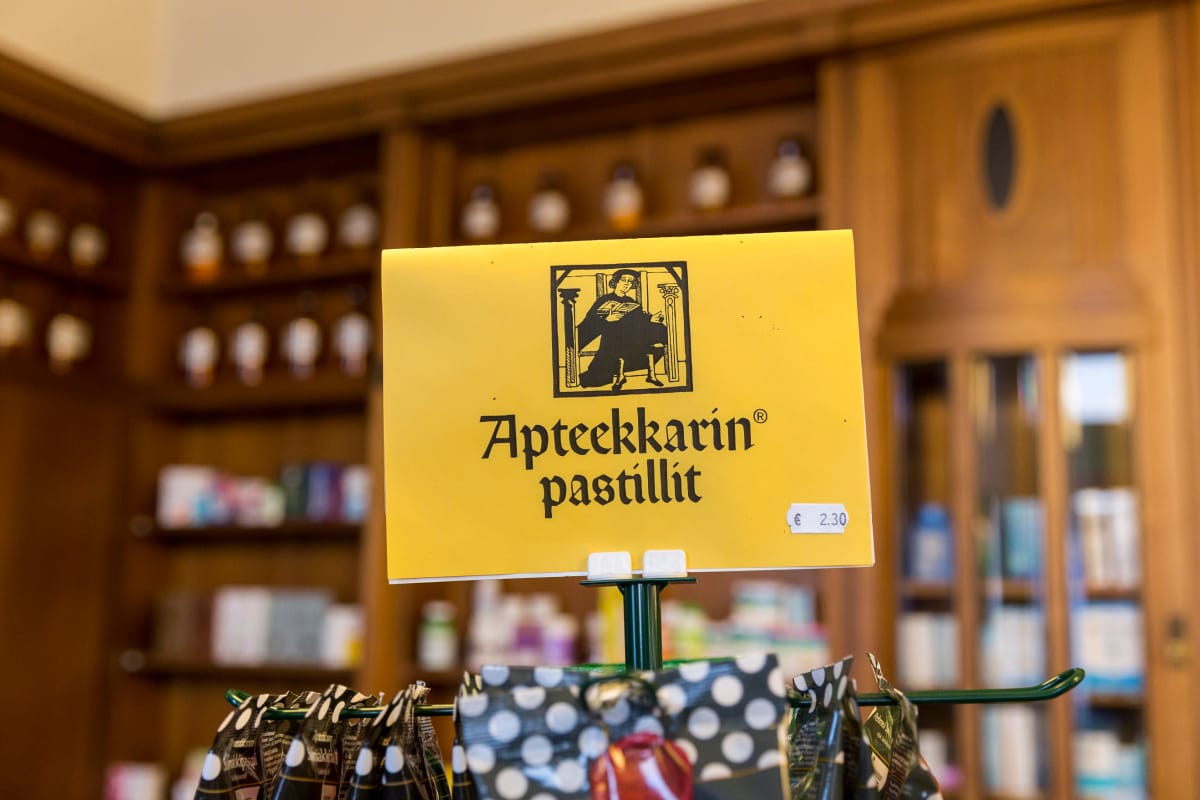 Apteekkarin®
pastillit
€ 2.30